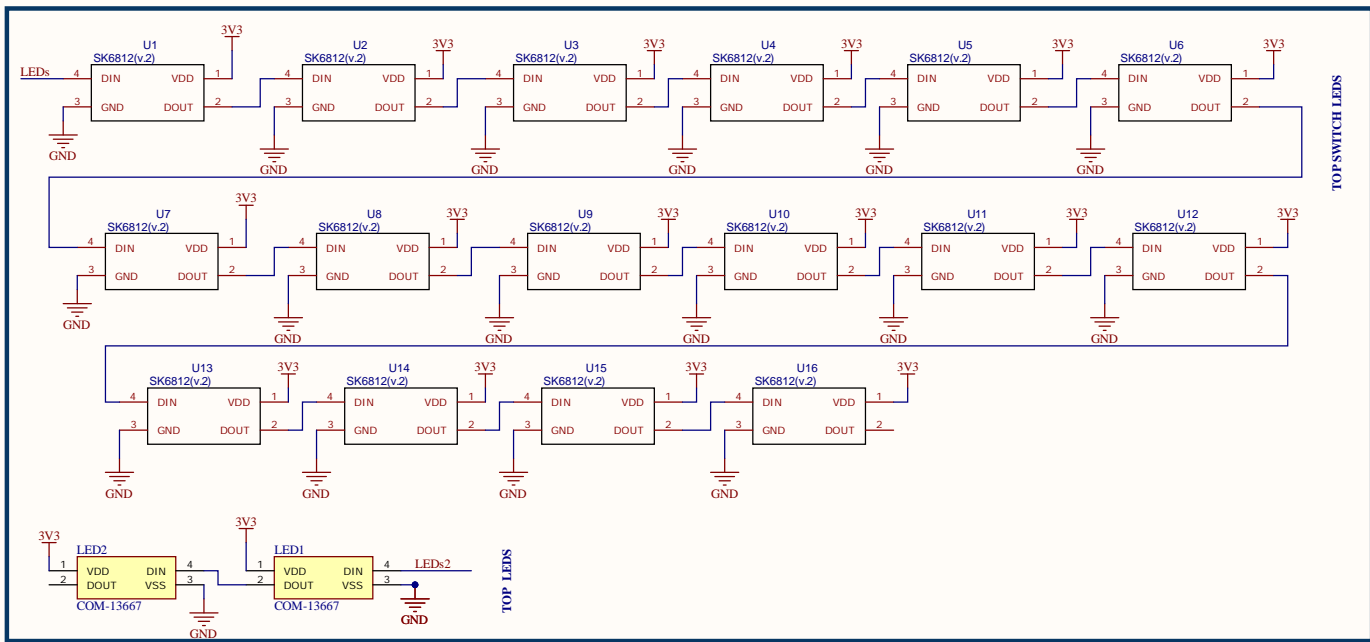 3V3 3V3 3V3 3V3 3V3 3V3
U1 U2 U3 U4 U5 U6
SK6812(v.2) SK6812(v.2) SK6812(v.2) SK6812(v.2) SK6812(v.2) SK6812(v.2)
LEDs 4 DIN VDD 1 4 DIN VDD 1 4 DIN VDD 1 4 DIN VDD 1 4 DIN VDD 1 4 DIN VDD 1
3 GND DOUT 2 3 GND DOUT 2 3 GND DOUT 2 3 GND DOUT 2 3 GND DOUT 2 3 GND DOUT 2
GND GND GND GND GND GND
TOP SWITCH LEDS
3V3 3V3 3V3 3V3 3V3 3V3
U7 U8 U9 U10 U11 U12
SK6812(v.2) SK6812(v.2) SK6812(v.2) SK6812(v.2) SK6812(v.2) SK6812(v.2)
4 DIN VDD 1 4 DIN VDD 1 4 DIN VDD 1 4 DIN VDD 1 4 DIN VDD 1 4 DIN VDD 1
3 GND DOUT 2 3 GND DOUT 2 3 GND DOUT 2 3 GND DOUT 2 3 GND DOUT 2 3 GND DOUT 2
GND GND GND GND GND GND
3V3 3V3 3V3 3V3
U13 U14 U15 U16
SK6812(v.2) SK6812(v.2) SK6812(v.2) SK6812(v.2)
4 DIN VDD 1 4 DIN VDD 1 4 DIN VDD 1 4 DIN VDD 1
3 GND DOUT 2 3 GND DOUT 2 3 GND DOUT 2 3 GND DOUT 2
GND GND GND GND
3V3 3V3
LED2 LED1
1 VDD DIN 4 1 VDD DIN 4 LEDs2
2 DOUT VSS 3 2 DOUT VSS 3
COM-13667 COM-13667
GND GND
TOP LEDS